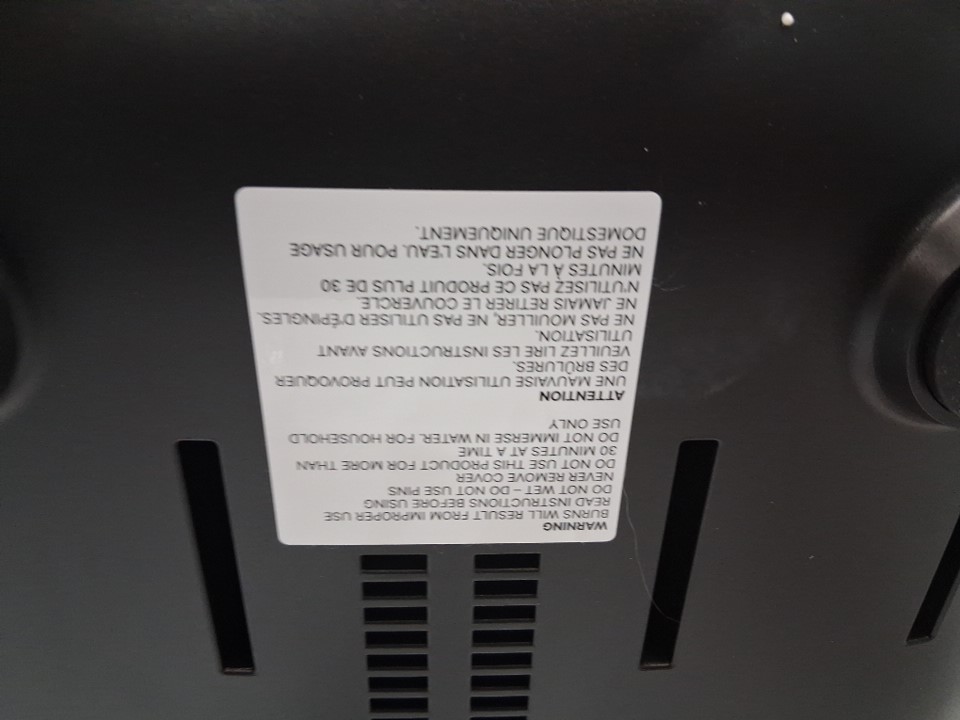 WARNING
BURNS WILL RESULT FROM IMPROPER USE
READ INSTRUCTIONS BEFORE USING
DO NOT WET – DO NOT USE PINS
NEVER REMOVE COVER
DO NOT USE THIS PRODUCT FOR MORE THAN
30 MINUTES AT A TIME
DO NOT IMMERSE IN WATER. FOR HOUSEHOLD
USE ONLY
ATTENTION
UNE MAUVAISE UTILISATION PEUT PROVOQUER
DES BRÛLURES.
VEUILLEZ LIRE LES INSTRUCTIONS AVANT
UTILISATION.
NE PAS MOUILLER, NE PAS UTILISER D'ÉPINGLES.
NE JAMAIS RETIRER LE COUVERCLE.
N'UTILISEZ PAS CE PRODUIT PLUS DE 30
MINUTES À LA FOIS.
NE PAS PLONGER DANS L'EAU. POUR USAGE
DOMESTIQUE UNIQUEMENT.